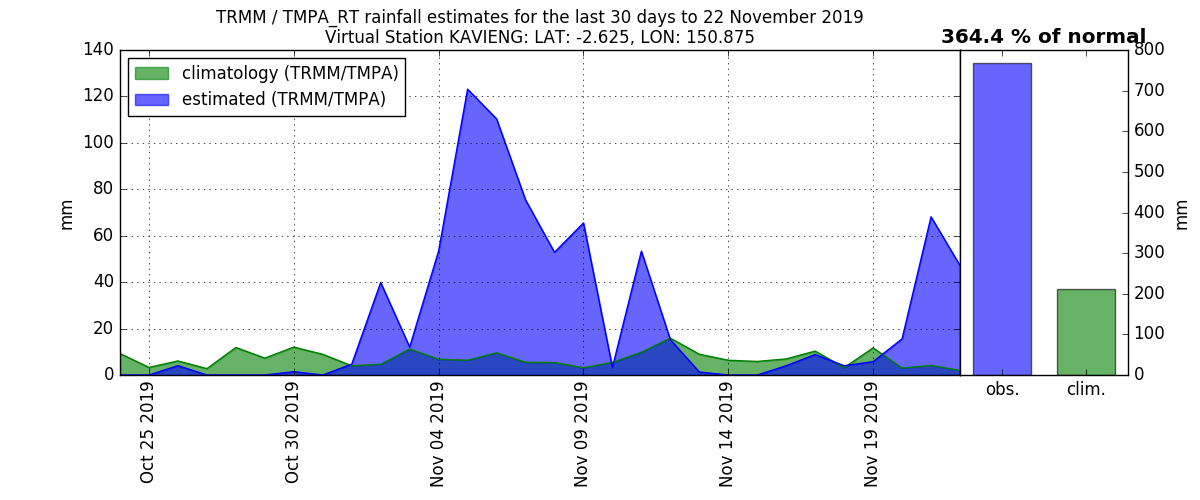 TRMM / TMPA_RT rainfall estimates for the last 30 days to 22 November 2019
Virtual Station KAVIENG: LAT: -2.625, LON: 150.875
364.4 % of normal
climatology (TRMM/TMPA)
estimated (TRMM/TMPA)
140
120
100
80
60
40
20
0
mm
Oct 25 2019
Oct 30 2019
Nov 04 2019
Nov 09 2019
Nov 14 2019
Nov 19 2019
800
700
600
500
400
300
200
100
0
mm
obs.
clim.